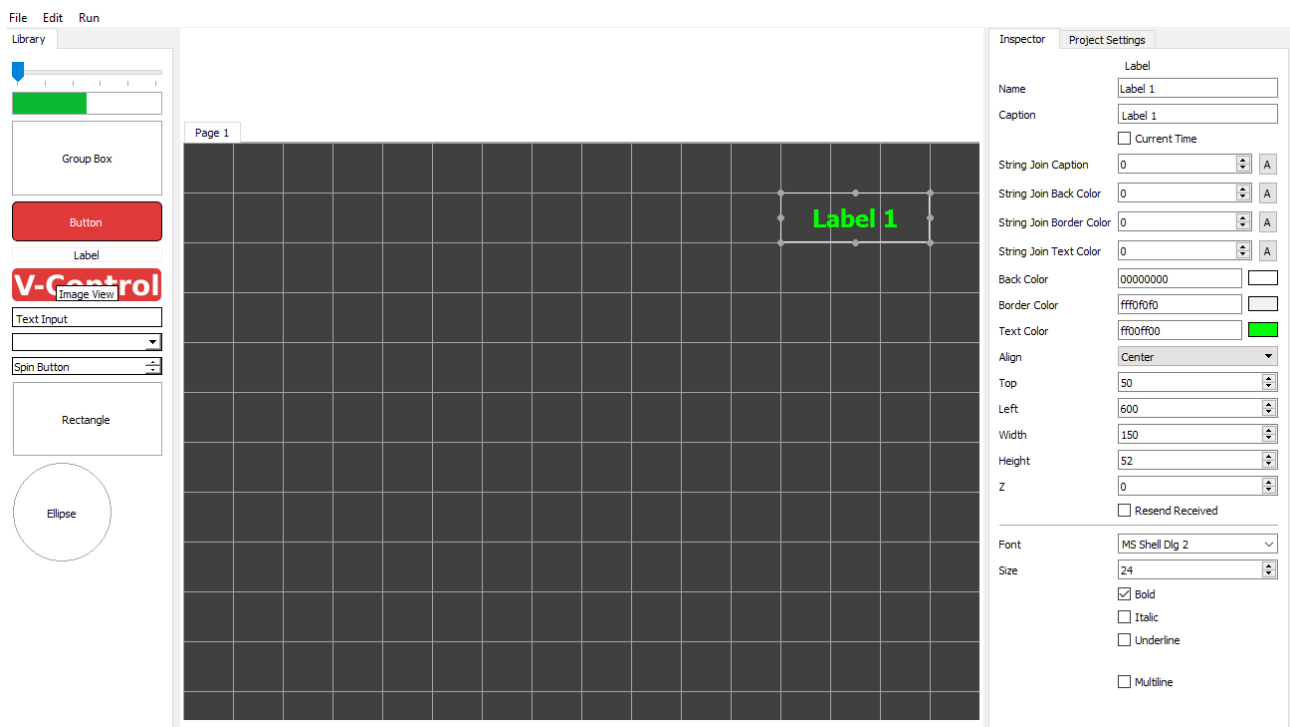 File Edit Run
Library
Group Box
Button
Label
V-Control
Image View
Text Input
Spin Button
Rectangle
Ellipse
Page 1
Label 1
Inspector Project Settings
Label
Name Label 1
Caption Label 1
Current Time
String Join Caption 0 A
String Join Back Color 0 A
String Join Border Color 0 A
String Join Text Color 0 A
Back Color 00000000
Border Color fff0f0f0
Text Color ff00ff00
Align Center
Top 50
Left 600
Width 150
Height 52
Z 0
Resend Received
Font MS Shell Dlg 2
Size 24
Bold
Italic
Underline
Multiline